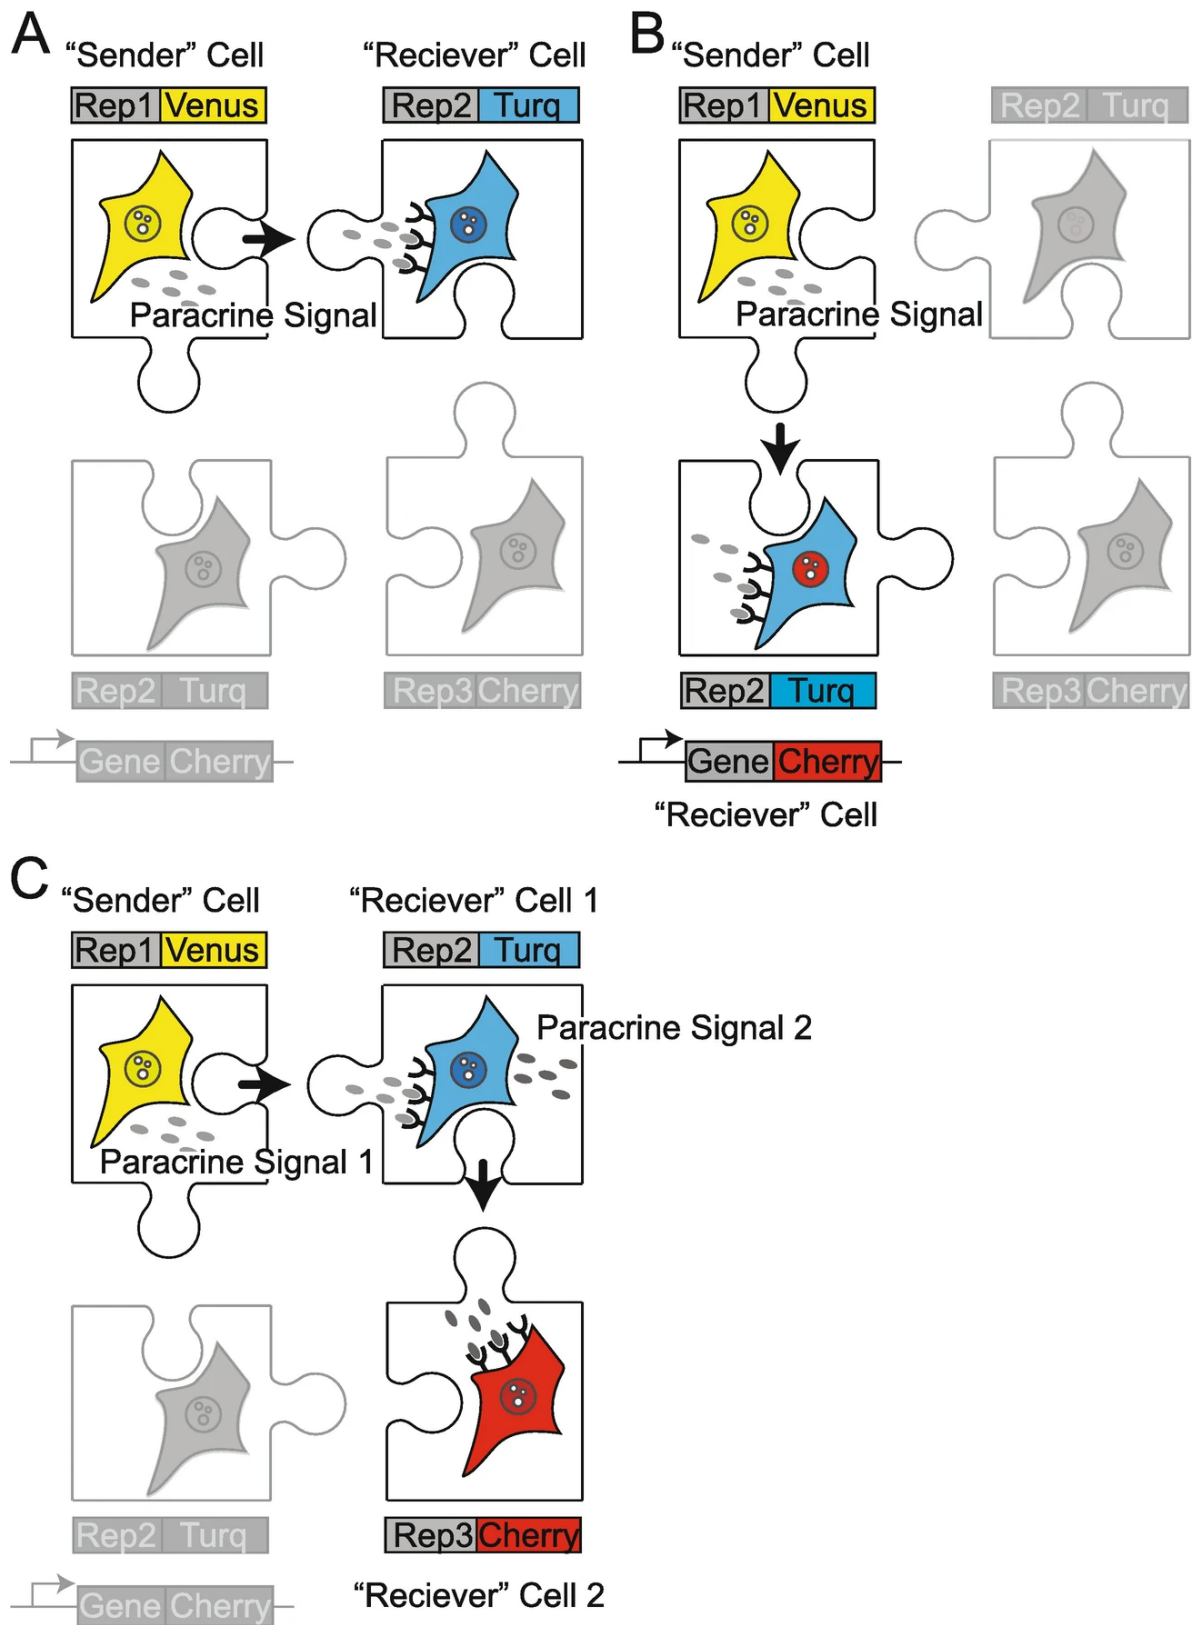 A
B
“Sender” Cell
“Reciever” Cell
“Sender” Cell
Rep1 Venus
Rep2 Turq
Rep1 Venus
Rep2 Turq
Paracrine Signal
Paracrine Signal
Rep2 Turq
Rep3 Cherry
Rep2 Turq
Rep3 Cherry
Gene Cherry
Gene Cherry
“Reciever” Cell
C
“Sender” Cell
“Reciever” Cell 1
Rep1 Venus
Rep2 Turq
Paracrine Signal 2
Paracrine Signal 1
Rep2 Turq
Rep3 Cherry
Gene Cherry
“Reciever” Cell 2